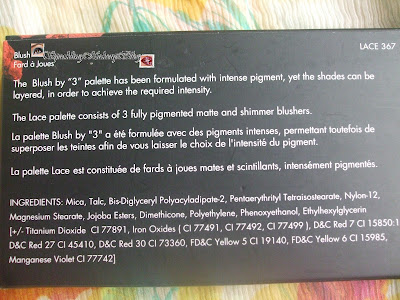 LACE 367
Blush
Fard à Joues
The Blush by "3" palette has been formulated with intense pigment, yet the shades can be
layered, in order to achieve the required intensity.
The Lace palette consists of 3 fully pigmented matte and shimmer blushers.
La palette Blush by "3" a été formulée avec des pigments intenses, permettant toutefois de
superposer les teintes afin de vous laisser le choix de l'intensité du pigment.
La palette Lace est constituée de fards à joues mates et scintillants, intensément pigmentés.
INGREDIENTS: Mica, Talc, Bis-Diglyceryl Polyacyladipate-2, Pentaerythrityl Tetraisostearate, Nylon-12,
Magnesium Stearate, Jojoba Esters, Dimethicone, Polyethylene, Phenoxyethanol, Ethylhexylglycerin
[+/- Titanium Dioxide CI 77891, Iron Oxides ( CI 77491, CI 77492, CI 77499 ), D&C Red 7 CI 15850:1
D&C Red 27 CI 45410, D&C Red 30 CI 73360, FD&C Yellow 5 CI 19140, FD&C Yellow 6 CI 15985,
Manganese Violet CI 77742]